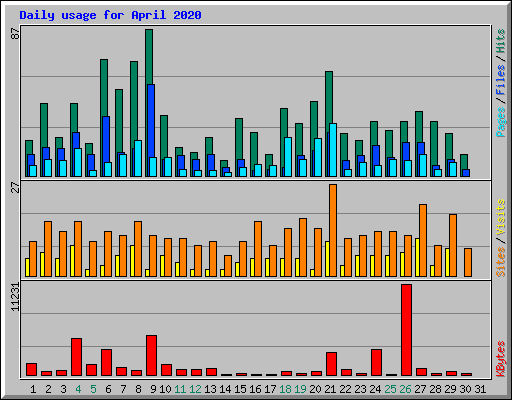 Daily usage for April 2020
87
Pages / Files / Hits
27
Sites / Visits
11231
KBytes
1 2 3 4 5 6 7 8 9 10 11 12 13 14 15 16 17 18 19 20 21 22 23 24 25 26 27 28 29 30 31